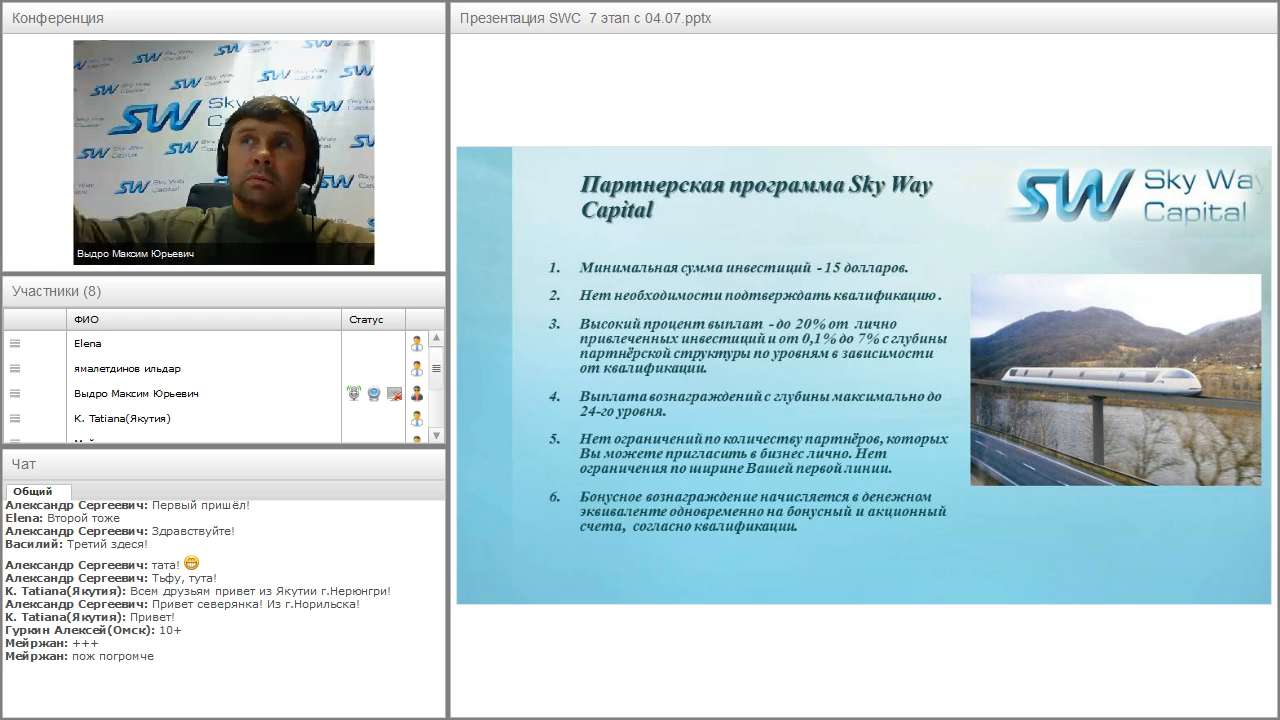 Конференция
SW
Sky Way
Capital
Выдро Максим Юрьевич
Участники (8)
ФИО
Статус
Elena
ямалетдинов ильдар
Выдро Максим Юрьевич
K. Tatiana(Якутия)
Чат
Общий
Александр Сергеевич: Первый пришёл!
Elena: Второй тоже
Александр Сергеевич: Здравствуйте!
Василий: Третий здеся!
Александр Сергеевич: тата!
Александр Сергеевич: Тьфу, тута!
K. Tatiana(Якутия): Всем друзьям привет из Якутии г.Нерюнгри!
Александр Сергеевич: Привет северянка! Из г.Норильска!
K. Tatiana(Якутия): Привет!
Гуркин Алексей(Омск): 10+
Мейржан: +++
Мейржан: пож погромче
Презентация SWC 7 этап с 04.07.pptx
Партнерская программа Sky Way
Capital
SW Sky Way
Capital
1. Минимальная сумма инвестиций - 15 долларов.
2. Нет необходимости подтверждать квалификацию .
3. Высокий процент выплат - до 20% от лично
привлеченных инвестиций и от 0,1% до 7% с глубины
партнёрской структуры по уровням в зависимости
от квалификации.
4. Выплата вознаграждений с глубины максимально до
24-го уровня.
5. Нет ограничений по количеству партнёров, которых
Вы можете пригласить в бизнес лично. Нет
ограничения по ширине Вашей первой линии.
6. Бонусное вознаграждение начисляется в денежном
эквиваленте одновременно на бонусный и акционный
счета, согласно квалификации.